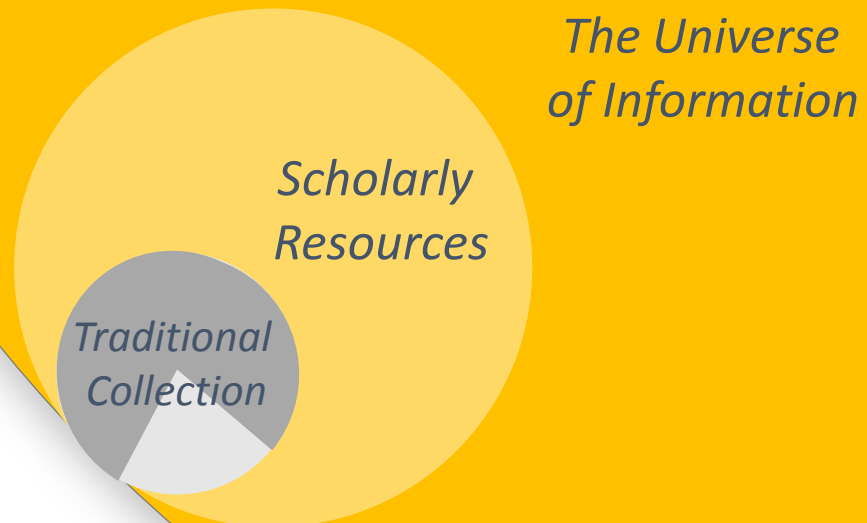 The Universe
of Information
Scholarly
Resources
Traditional
Collection